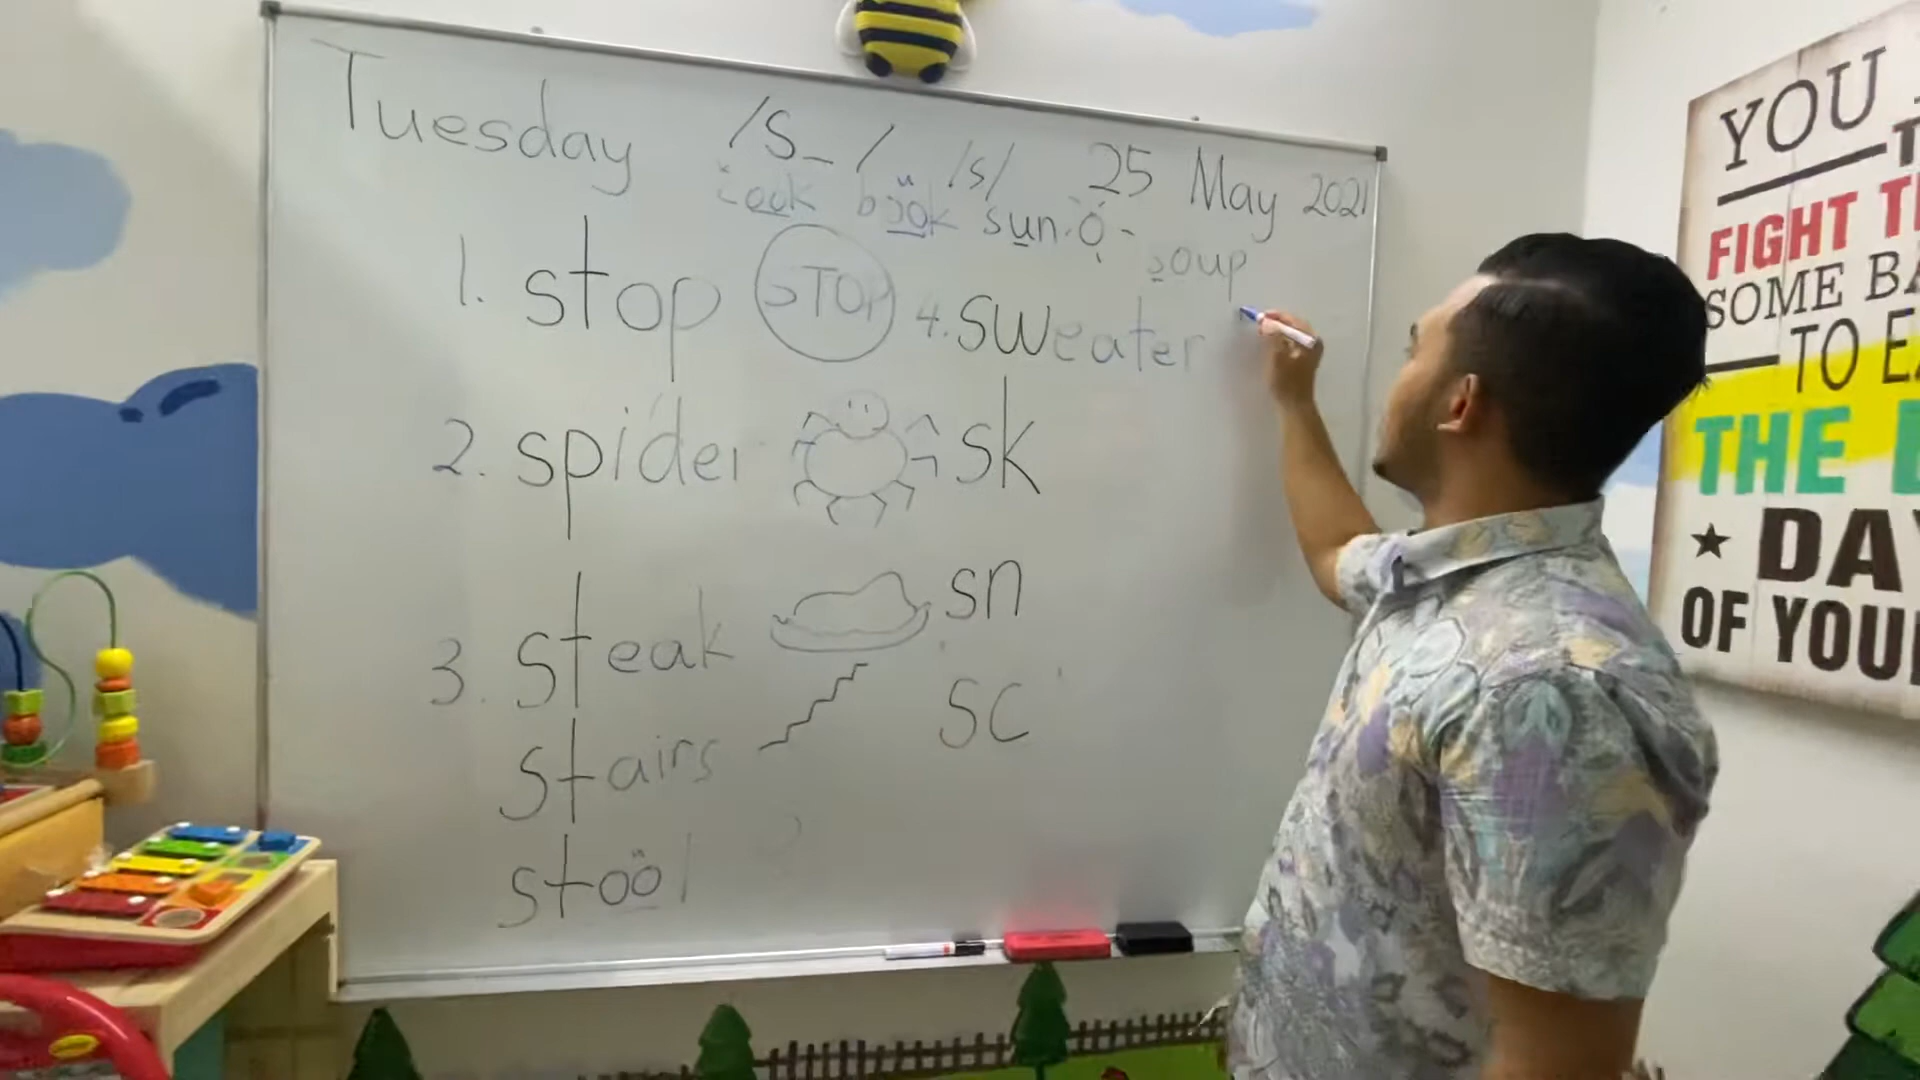 Tuesday /s_/ /s/ 25 May 2021
cook book sun.
soup
1. stop STOP 4. sweater
2. spider sk
sn
3. steak
sc
stairs
stool
YOU
FIGHT
SOME
TO
THE
DAY
OF YOUR